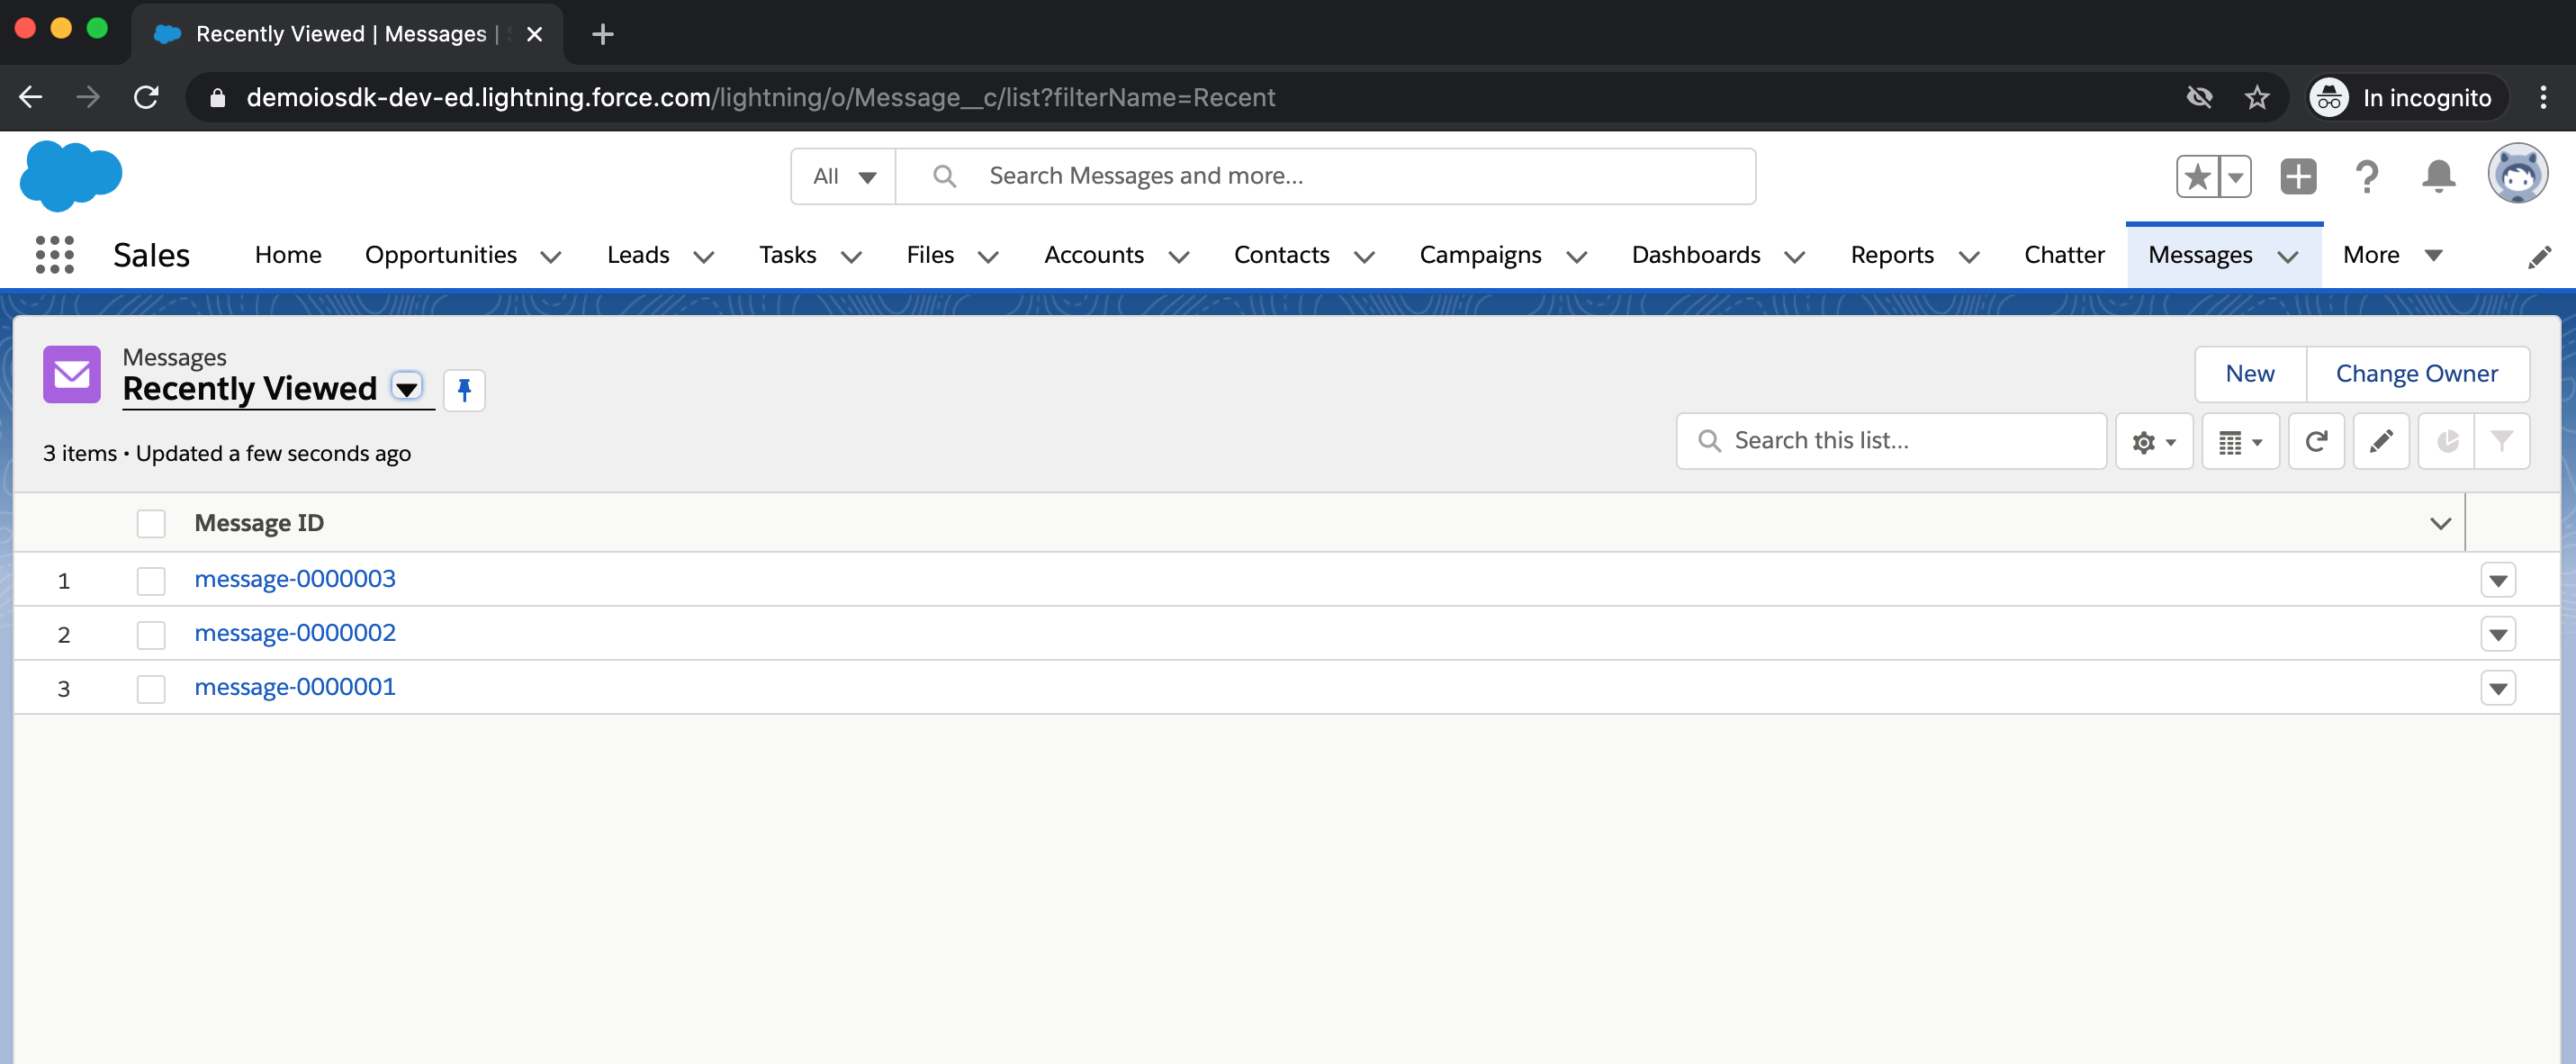 Recently Viewed | Messages |
demoiosdk-dev-ed.lightning.force.com/lightning/o/Message__c/list?filterName=Recent
In incognito
All
Search Messages and more...
Sales Home Opportunities Leads Tasks Files Accounts Contacts Campaigns Dashboards Reports Chatter Messages More
Messages
Recently Viewed
New Change Owner
3 items • Updated a few seconds ago
Search this list...
Message ID
1 message-0000003
2 message-0000002
3 message-0000001